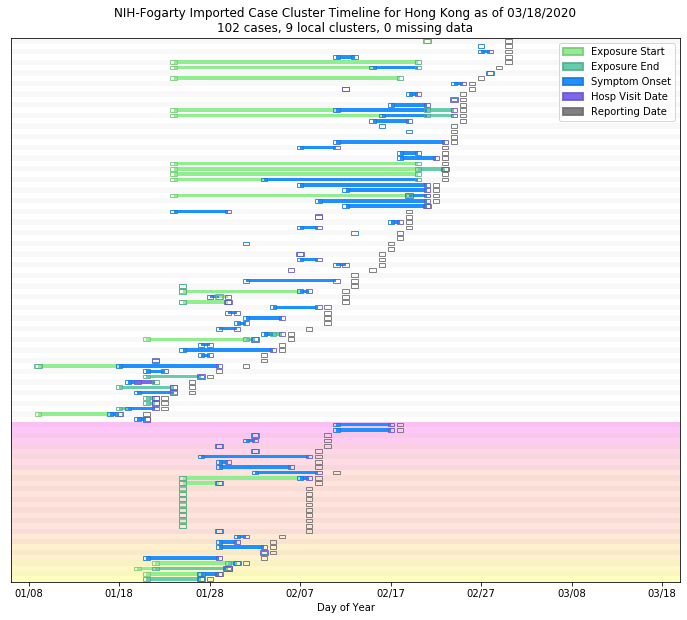 NIH-Fogarty Imported Case Cluster Timeline for Hong Kong as of 03/18/2020
102 cases, 9 local clusters, 0 missing data
Exposure Start
Exposure End
Symptom Onset
Hosp Visit Date
Reporting Date
01/08 01/18 01/28 02/07 02/17 02/27 03/08 03/18
Day of Year